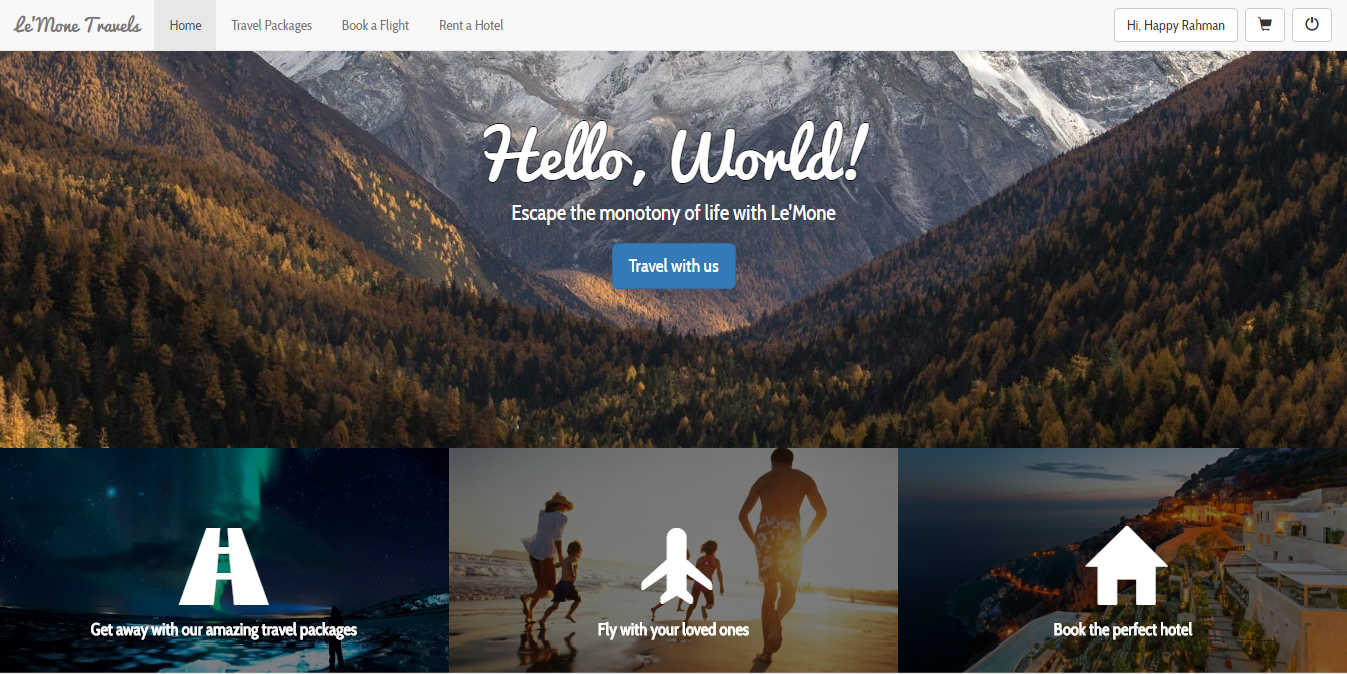 Le'Mone Travels Home Travel Packages Book a Flight Rent a Hotel Hi, Happy Rahman
Hello, World!
Escape the monotony of life with Le'Mone
Travel with us
Get away with our amazing travel packages
Fly with your loved ones
Book the perfect hotel